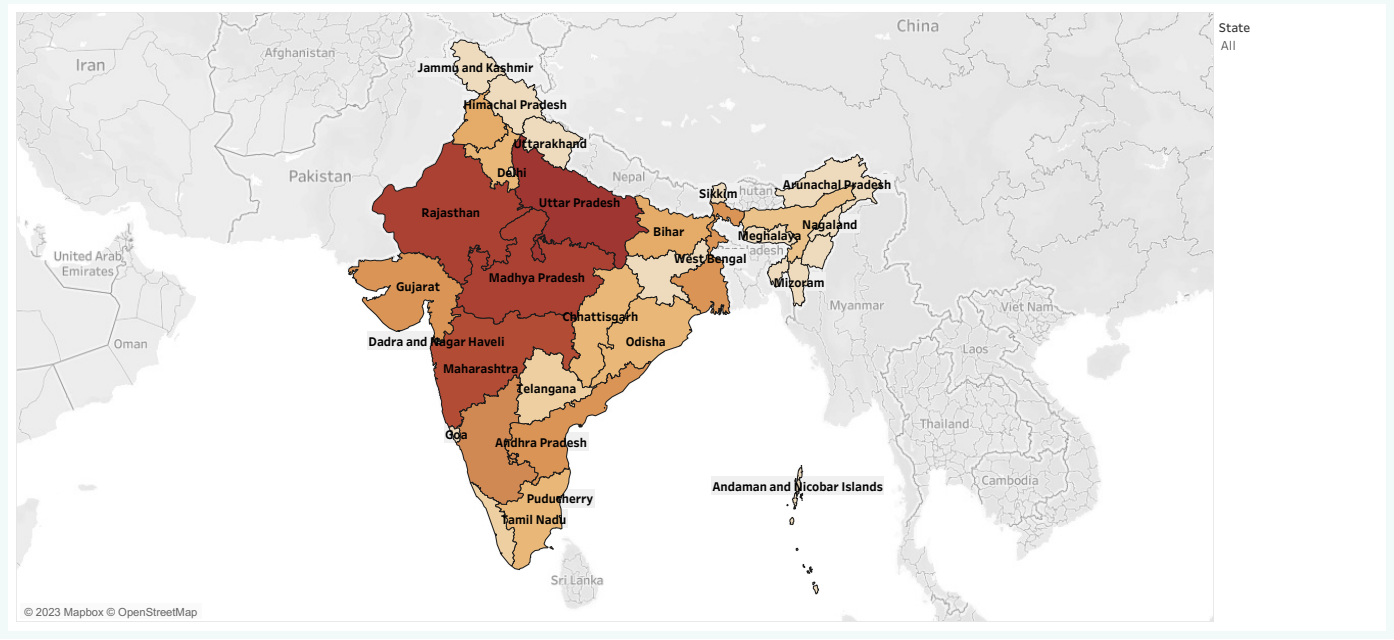 China
State
All
Afghanistan
Iran
Jammu and Kashmir
Himachal Pradesh
Uttarakhand
Pakistan
Delhi
Nepal
Sikkim
hutan
Arunachal Pradesh
Rajasthan
Uttar Pradesh
Bihar
Nagaland
Meghalaya
adesh
United Arab
Emirates
West Bengal
Gujarat
Madhya Pradesh
Mizoram
Myanmar
Viet Nam
Chhattisgarh
Oman
Dadra and Nagar Haveli
Odisha
Laos
Maharashtra
Telangana
Thailand
Goa
Andhra Pradesh
Cambodia
Andaman and Nicobar Islands
Puducherry
Tamil Nadu
Sri Lanka
© 2023 Mapbox © OpenStreetMap